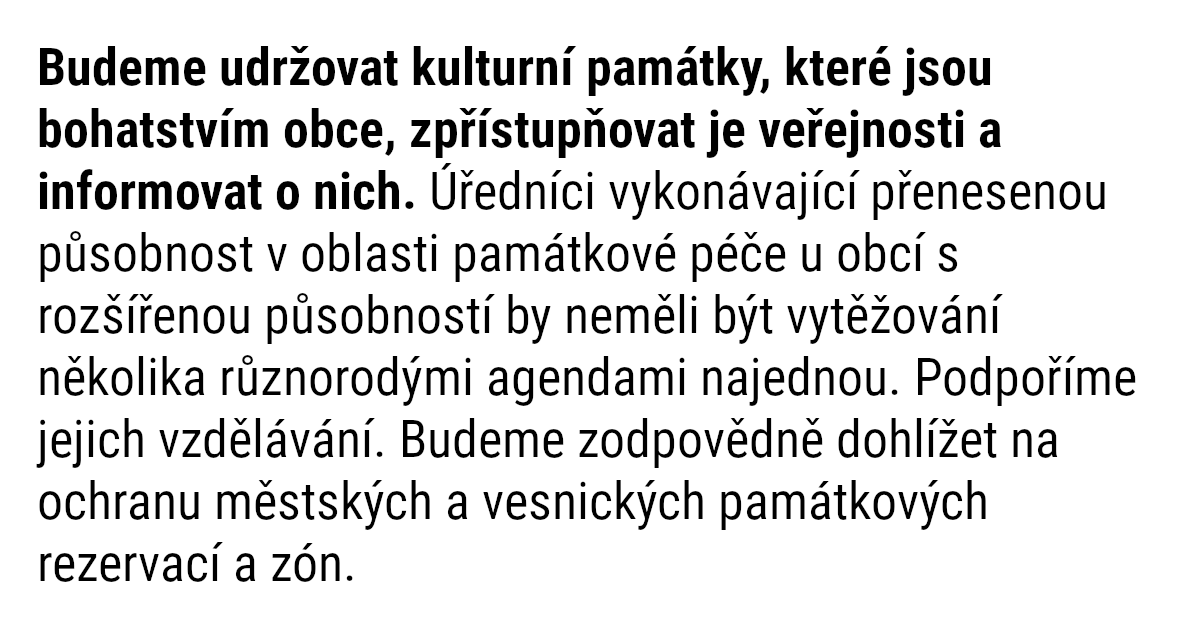 Budeme udržovat kulturní památky, které jsou
bohatstvím obce, zpřístupňovat je veřejnosti a
informovat o nich. Úředníci vykonávající přenesenou
působnost v oblasti památkové péče u obcí s
rozšířenou působností by neměli být vytěžování
několika různorodými agendami najednou. Podpoříme
jejich vzdělávání. Budeme zodpovědně dohlížet na
ochranu městských a vesnických památkových
rezervací a zón.